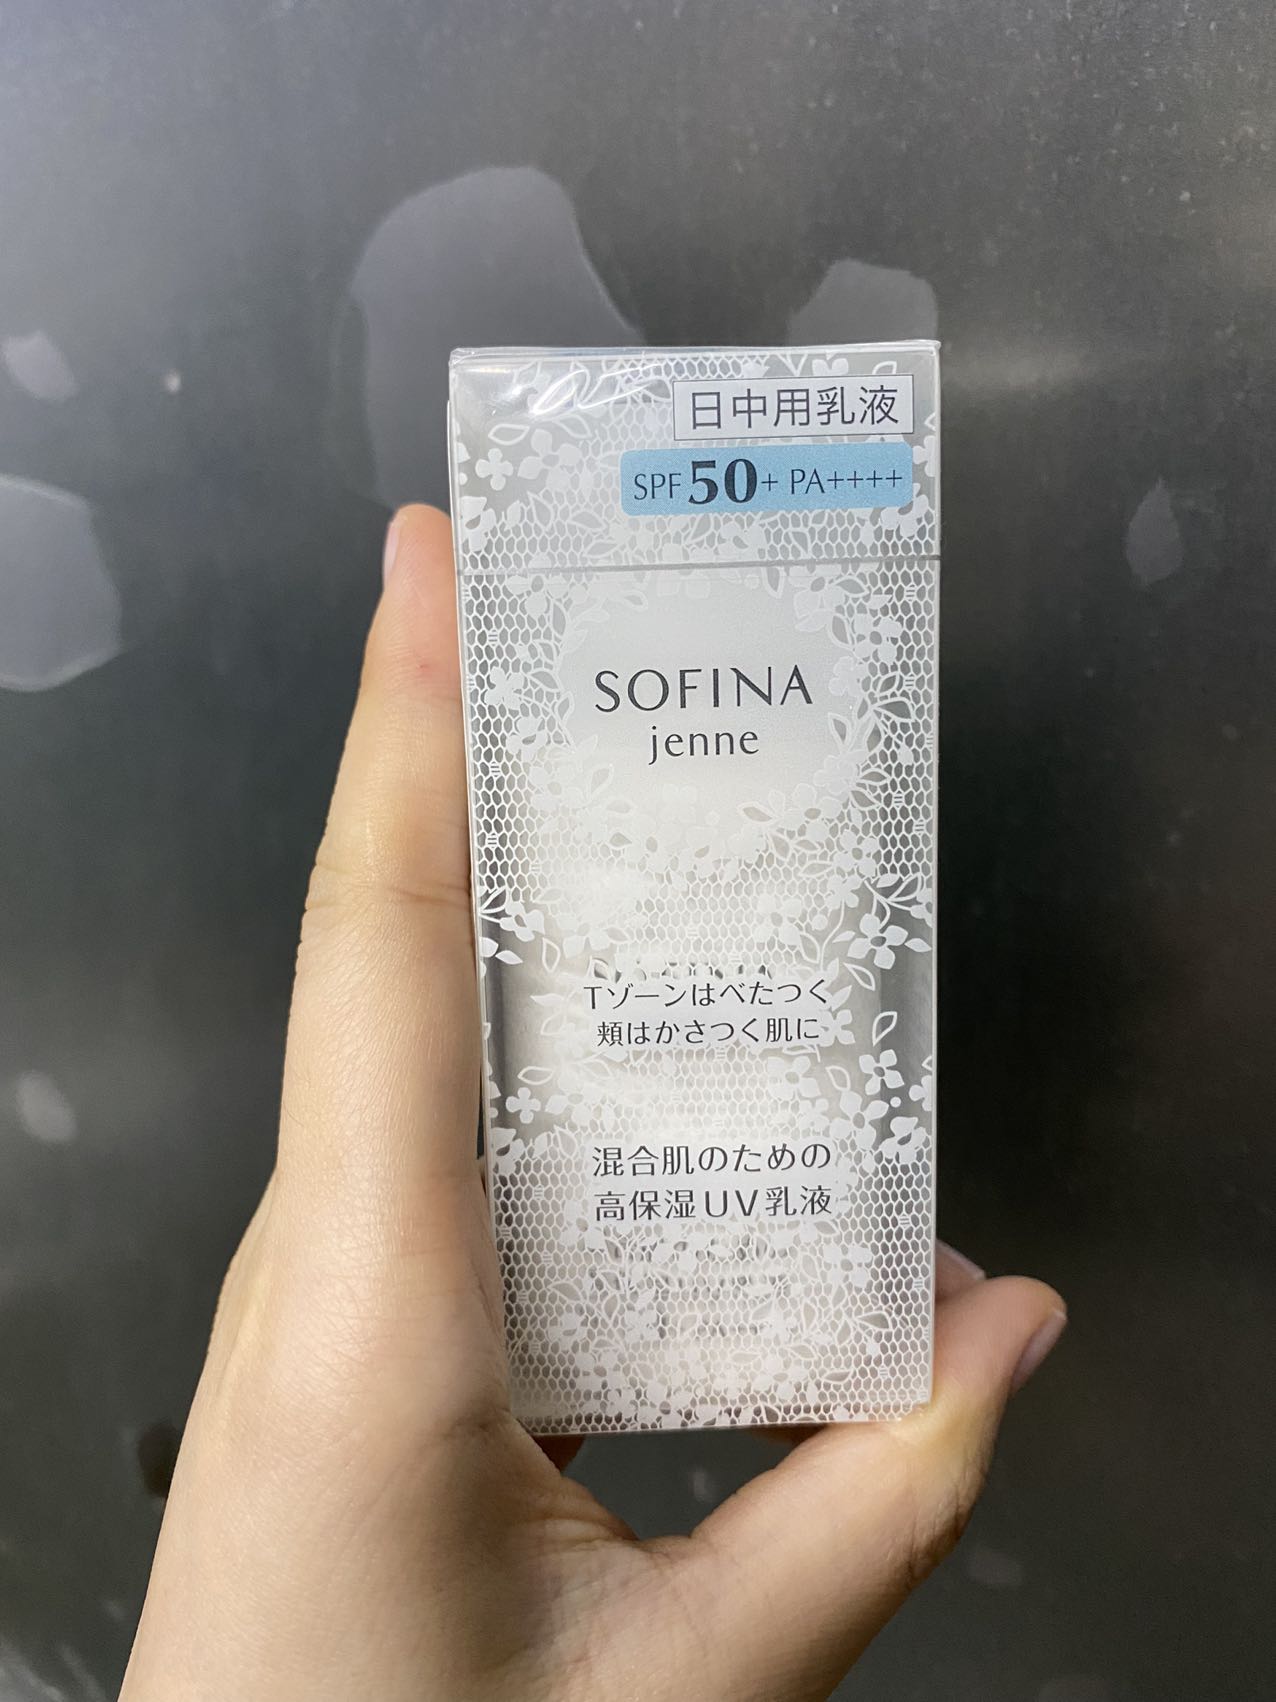 日中用乳液
SPF 50+ PA++++
SOFINA
jenne
Tゾーンはべたつく
頬はかさつく肌に
混合肌のための
高保湿UV乳液